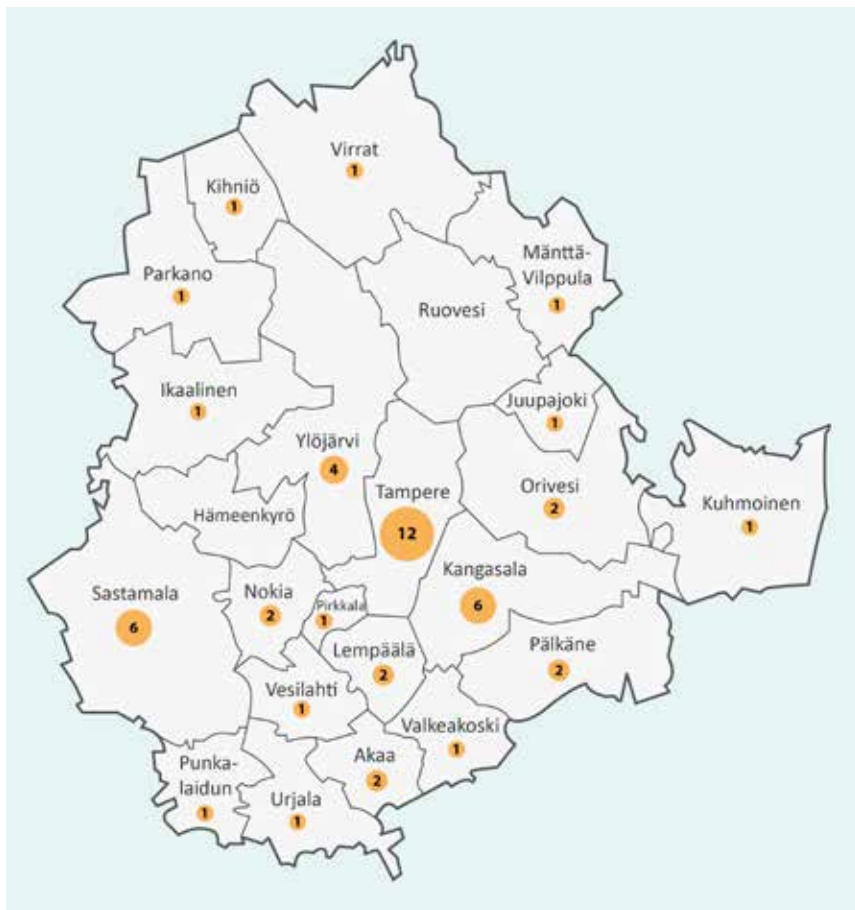 Virrat
1
Kihniö
1
Mänttä-
Vilppula
1
Parkano
1
Ruovesi
Ikaalinen
1
Juupajoki
1
Ylöjärvi
4
Tampere
12
Orivesi
2
Kuhmoinen
1
Hämeenkyrö
Sastamala
6
Nokia
2
Pirkkala
1
Kangasala
6
Lempäälä
2
Pälkäne
2
Vesilahti
1
Valkeakoski
1
Punka-
laidun
1
Akaa
2
Urjala
1